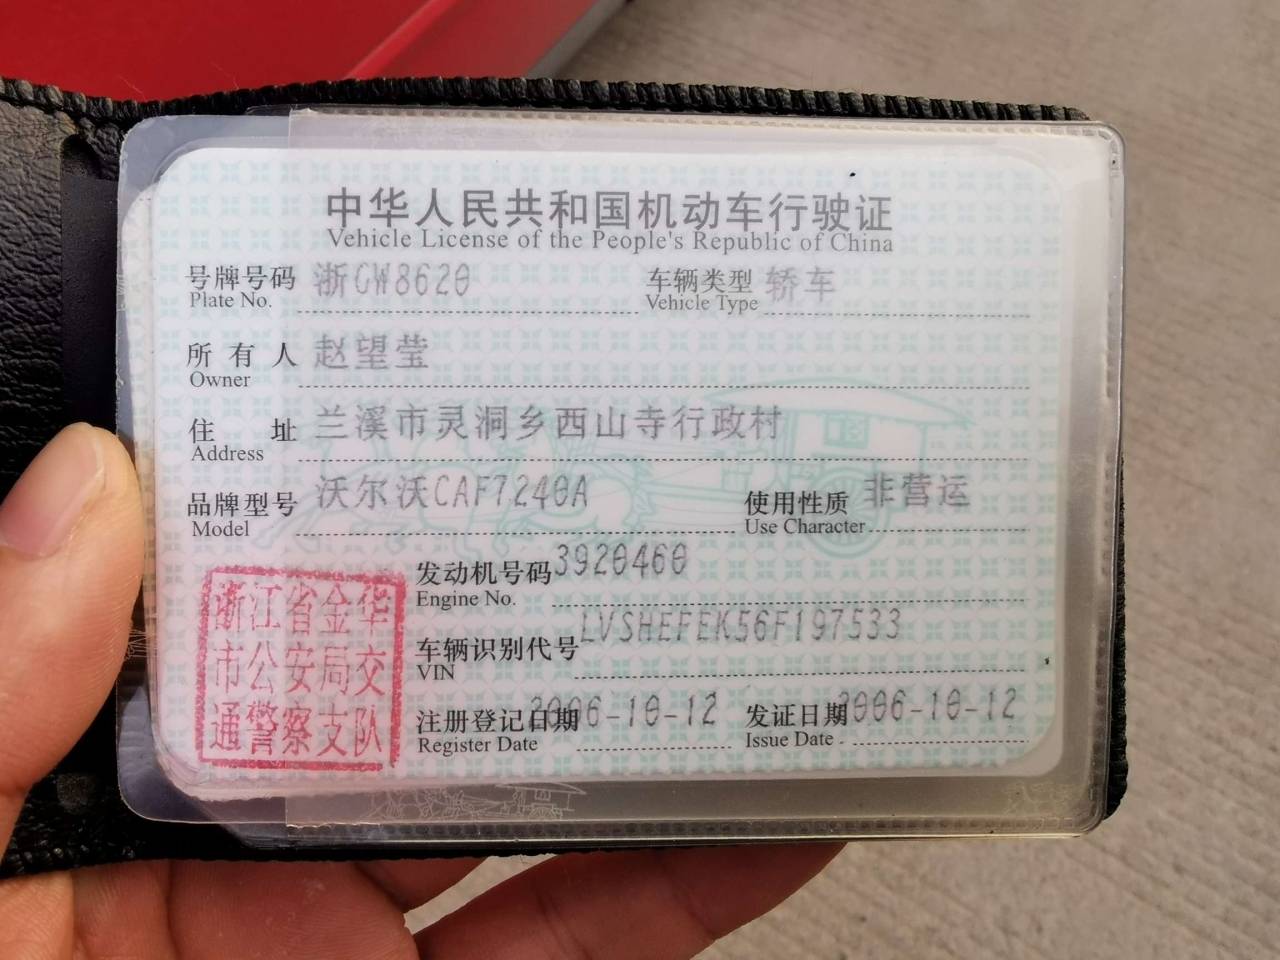 中华人民共和国机动车行驶证
Vehicle License of the People's Republic of China
号牌号码 浙GW8620 车辆类型 轿车
Plate No. Vehicle Type
所有人 赵望莹
Owner
住址 兰溪市灵洞乡西山寺行政村
Address
品牌型号 沃尔沃CAF7240A 使用性质 非营运
Model Use Character
发动机号码 3920460
Engine No.
车辆识别代号 LVSHEFEK56F197533
VIN
注册登记日期 2006-10-12 发证日期 2006-10-12
Register Date Issue Date
浙江省金华
市公安局交
通警察支队